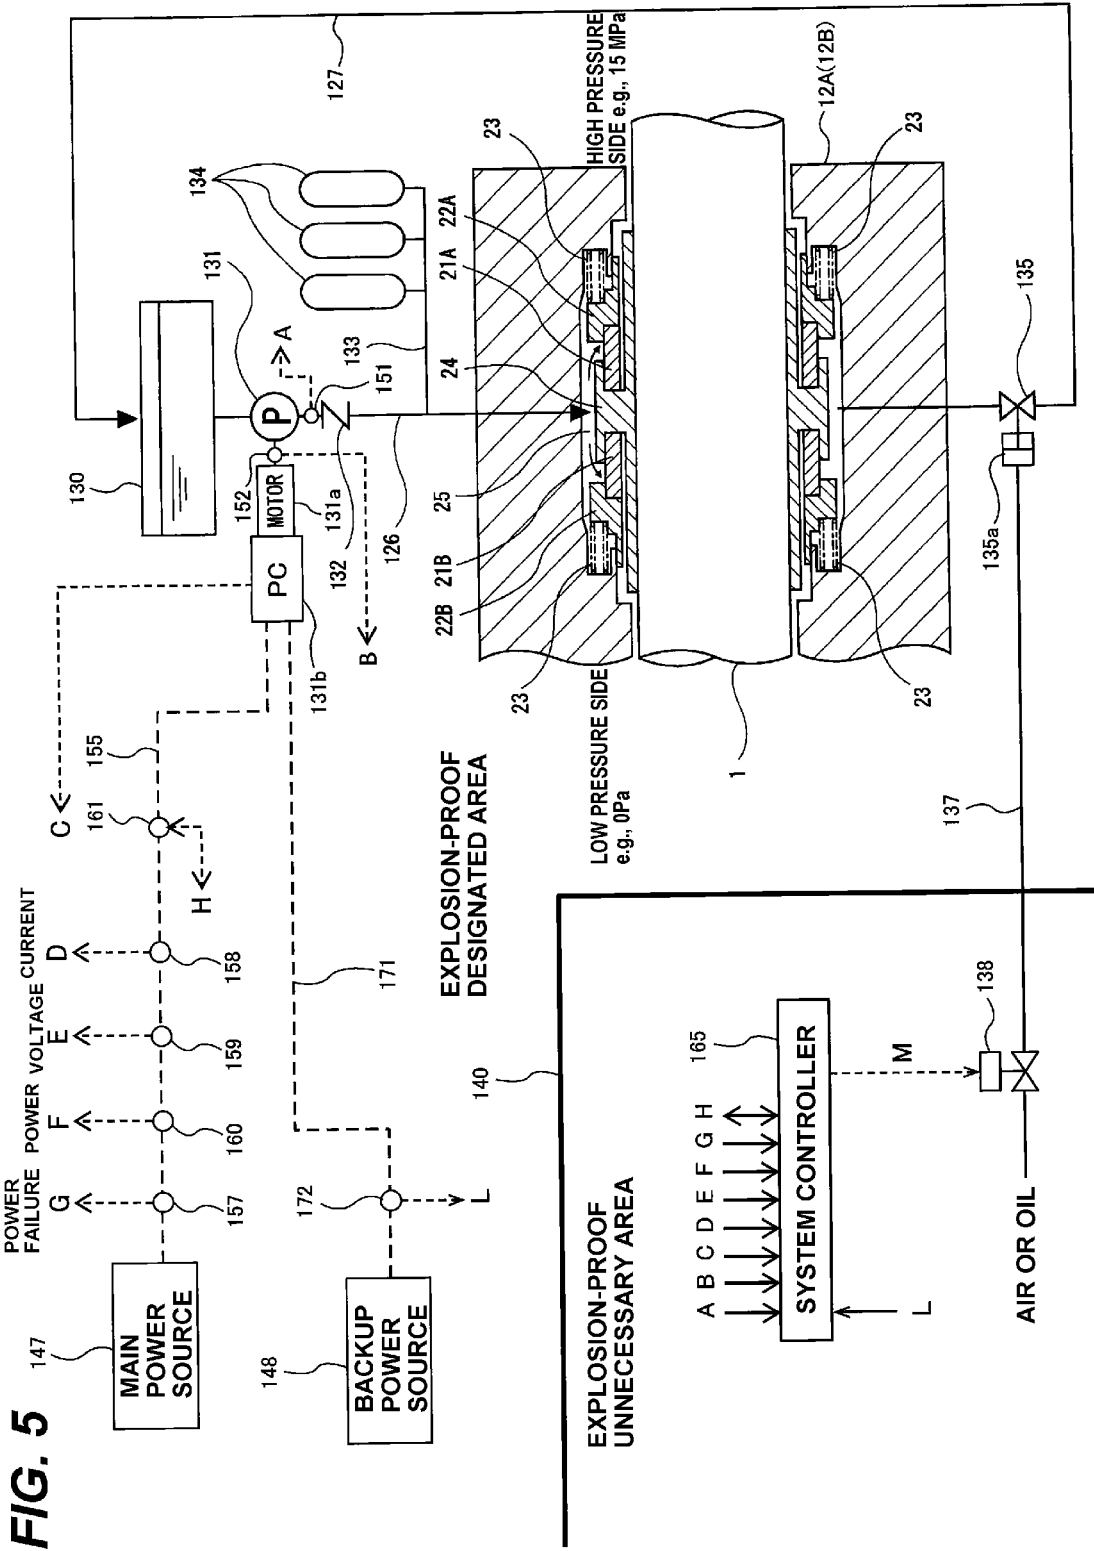 FIG. 5
127
130
131
134
A
P
152
151
133
MOTOR
131a
PC
131b
132
126
B
C
155
161
H
CURRENT
D
158
VOLTAGE
E
159
POWER
F
160
POWER
FAILURE
G
157
147
MAIN
POWER
SOURCE
148
BACKUP
POWER
SOURCE
172
L
171
EXPLOSION-PROOF
DESIGNATED AREA
23
22B
21B
25
24
21A
22A
23
HIGH PRESSURE
SIDE e.g., 15 MPa
LOW PRESSURE SIDE
e.g., 0Pa
1
12A(12B)
23
23
135
135a
137
138
140
EXPLOSION-PROOF
UNNECESSARY AREA
165
A B C D E F G H
SYSTEM CONTROLLER
L
M
AIR OR OIL